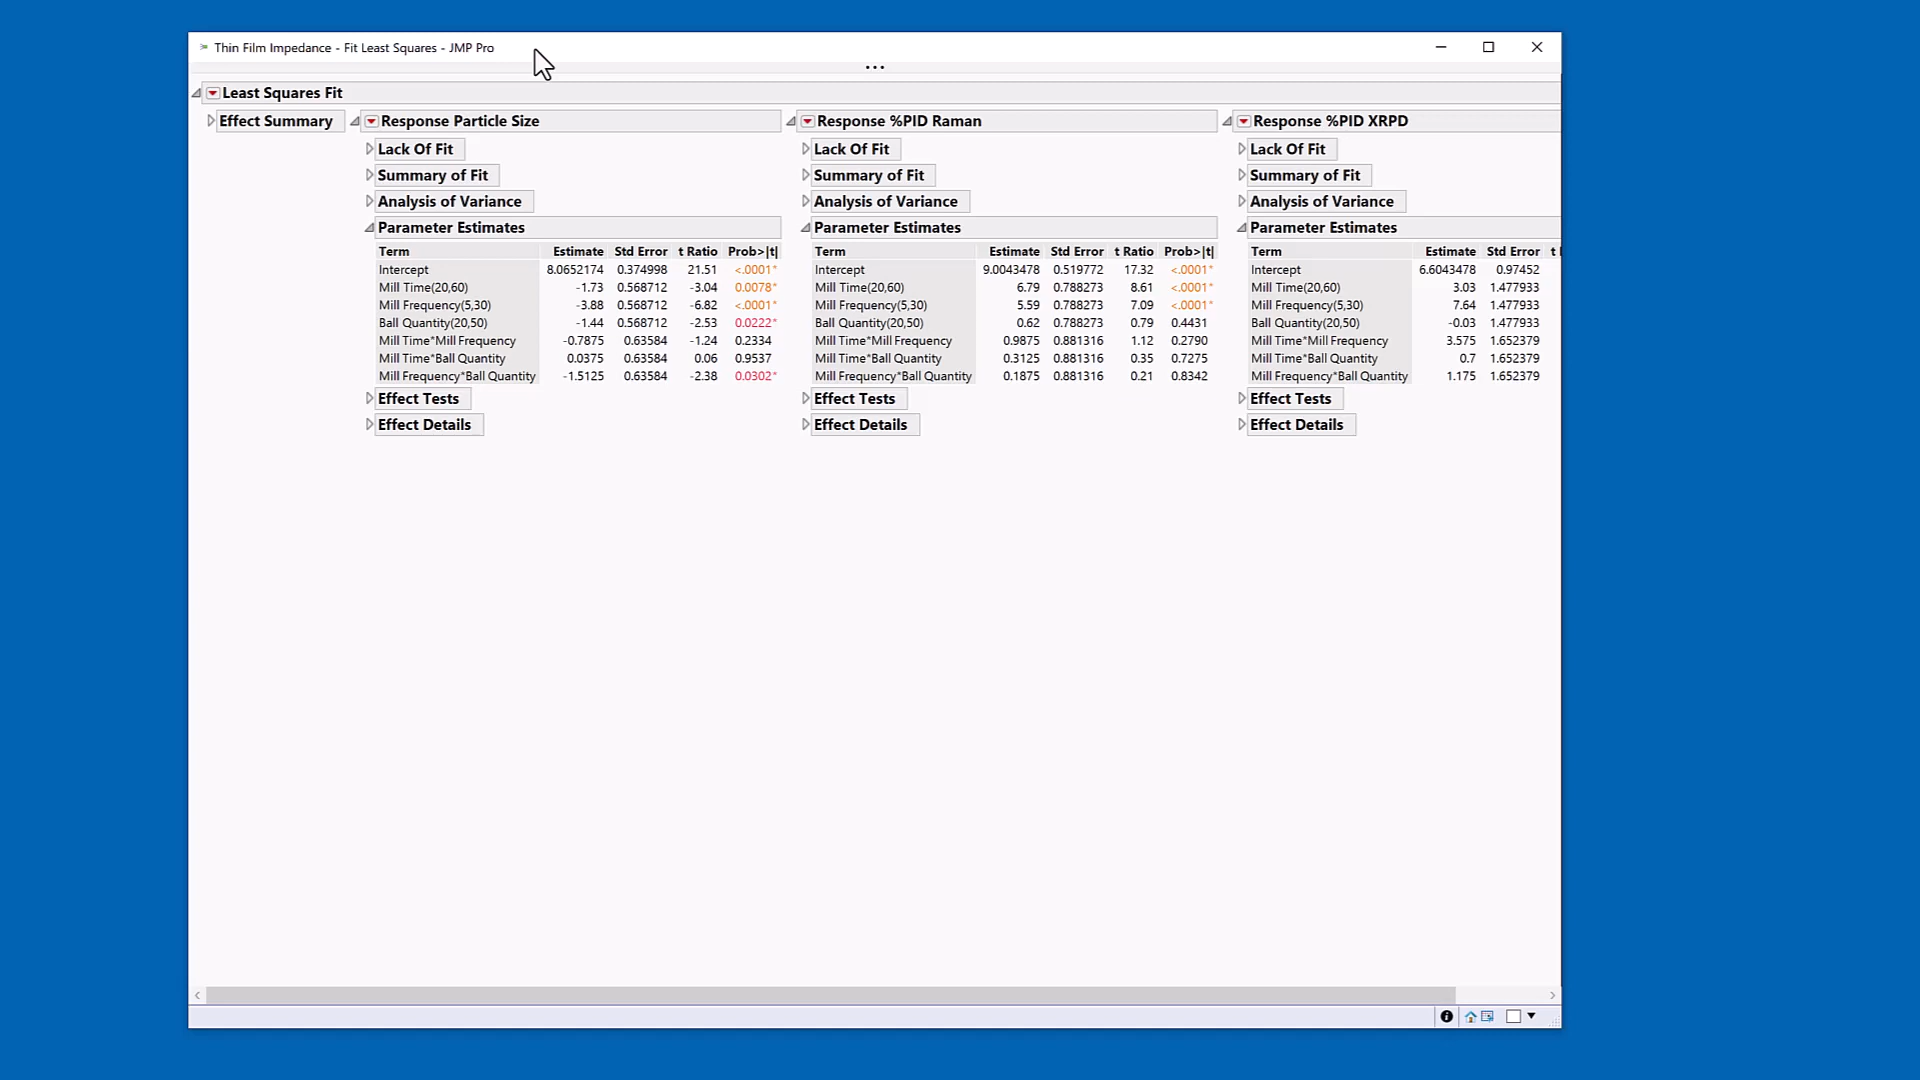 Thin Film Impedance - Fit Least Squares - JMP Pro
Least Squares Fit
Effect Summary
Response Particle Size
Lack Of Fit
Summary of Fit
Analysis of Variance
Parameter Estimates
Term Estimate Std Error t Ratio Prob>|t|
Intercept 8.0652174 0.374998 21.51 <.0001*
Mill Time(20,60) -1.73 0.568712 -3.04 0.0078*
Mill Frequency(5,30) -3.88 0.568712 -6.82 <.0001*
Ball Quantity(20,50) -1.44 0.568712 -2.53 0.0222*
Mill Time*Mill Frequency -0.7875 0.63584 -1.24 0.2334
Mill Time*Ball Quantity 0.0375 0.63584 0.06 0.9537
Mill Frequency*Ball Quantity -1.5125 0.63584 -2.38 0.0302*
Effect Tests
Effect Details
Response %PID Raman
Lack Of Fit
Summary of Fit
Analysis of Variance
Parameter Estimates
Term Estimate Std Error t Ratio Prob>|t|
Intercept 9.0043478 0.519772 17.32 <.0001*
Mill Time(20,60) 6.79 0.788273 8.61 <.0001*
Mill Frequency(5,30) 5.59 0.788273 7.09 <.0001*
Ball Quantity(20,50) 0.62 0.788273 0.79 0.4431
Mill Time*Mill Frequency 0.9875 0.881316 1.12 0.2790
Mill Time*Ball Quantity 0.3125 0.881316 0.35 0.7275
Mill Frequency*Ball Quantity 0.1875 0.881316 0.21 0.8342
Effect Tests
Effect Details
Response %PID XRPD
Lack Of Fit
Summary of Fit
Analysis of Variance
Parameter Estimates
Term Estimate Std Error t
Intercept 6.6043478 0.97452
Mill Time(20,60) 3.03 1.477933
Mill Frequency(5,30) 7.64 1.477933
Ball Quantity(20,50) -0.03 1.477933
Mill Time*Mill Frequency 3.575 1.652379
Mill Time*Ball Quantity 0.7 1.652379
Mill Frequency*Ball Quantity 1.175 1.652379
Effect Tests
Effect Details